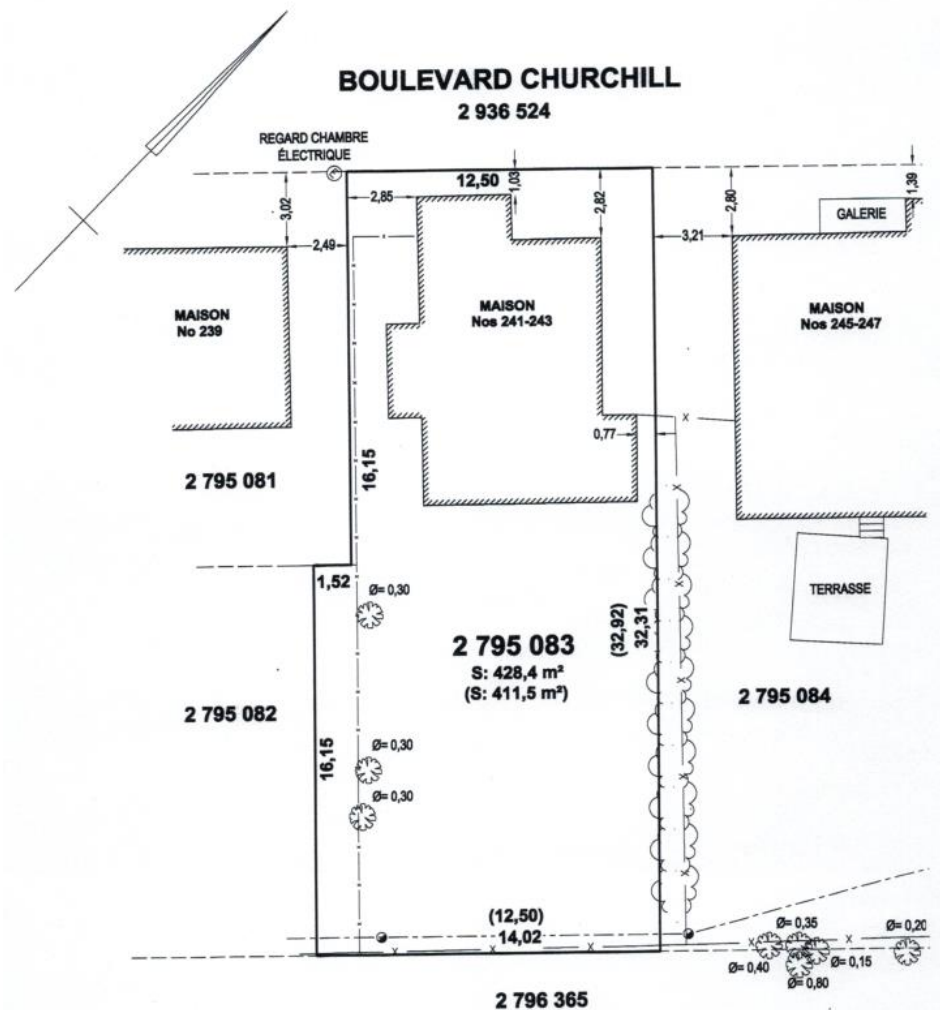 BOULEVARD CHURCHILL
2 936 524
REGARD CHAMBRE
ÉLECTRIQUE
12,50
1,03
1,39
3,02
2,85
2,82
2,80
GALERIE
2,49
3,21
MAISON
No 239
MAISON
Nos 241-243
MAISON
Nos 245-247
0,77
16,15
2 795 081
1,52
Ø= 0,30
TERRASSE
(32,92)
32,31
2 795 083
S: 428,4 m²
(S: 411,5 m²)
2 795 082
2 795 084
16,15
Ø= 0,30
Ø= 0,30
(12,50)
14,02
Ø= 0,35
Ø= 0,20
Ø= 0,40
Ø= 0,15
Ø= 0,80
2 796 365